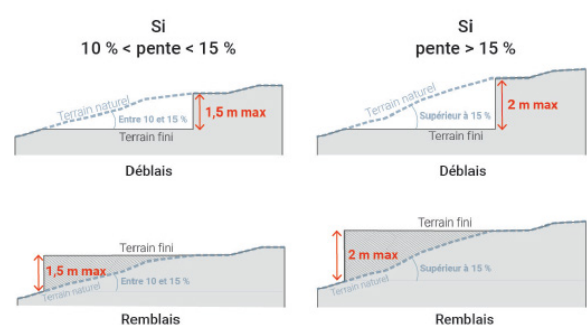 Si
10 % < pente < 15 %
Terrain naturel
Entre 10 et 15 %
1,5 m max
Terrain fini
Déblais
Terrain fini
1,5 m max
Entre 10 et 15 %
Terrain naturel
Remblais
Si
pente > 15 %
Terrain naturel
Supérieur à 15 %
2 m max
Terrain fini
Déblais
Terrain fini
2 m max
Supérieur à 15 %
Terrain naturel
Remblais